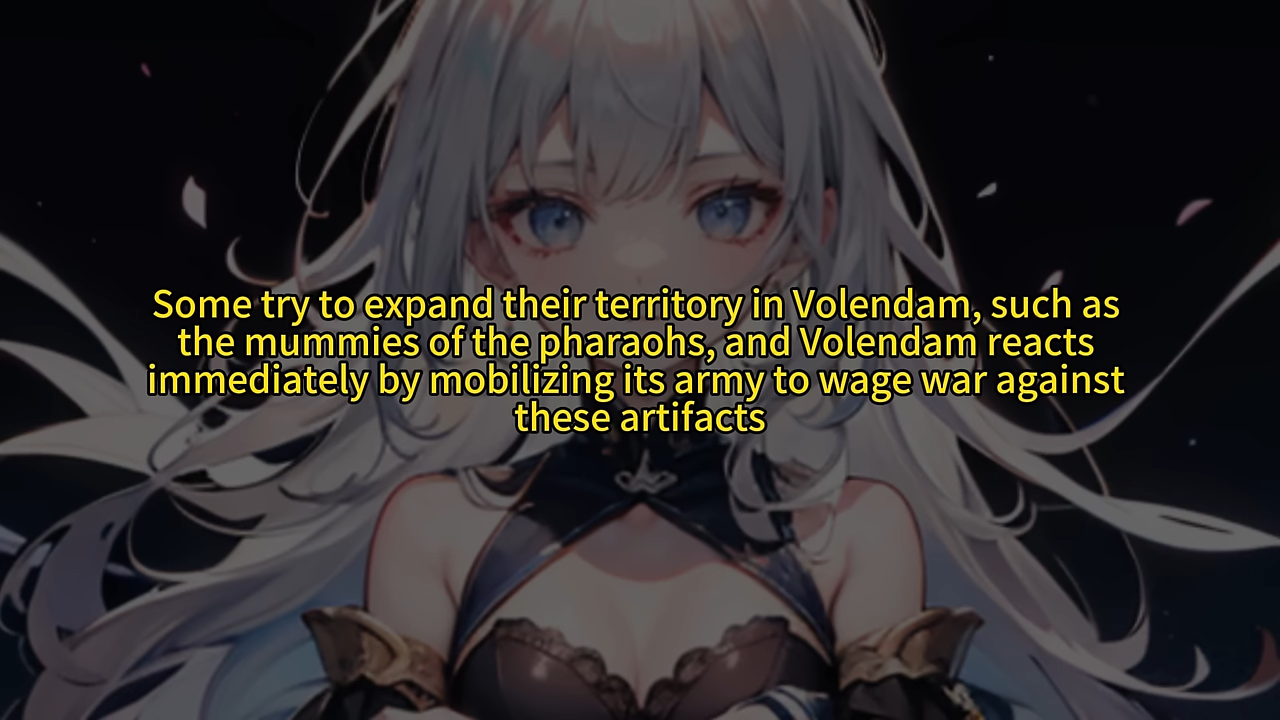 Some try to expand their territory in Volendam, such as
the mummies of the pharaohs, and Volendam reacts
immediately by mobilizing its army to wage war against
these artifacts